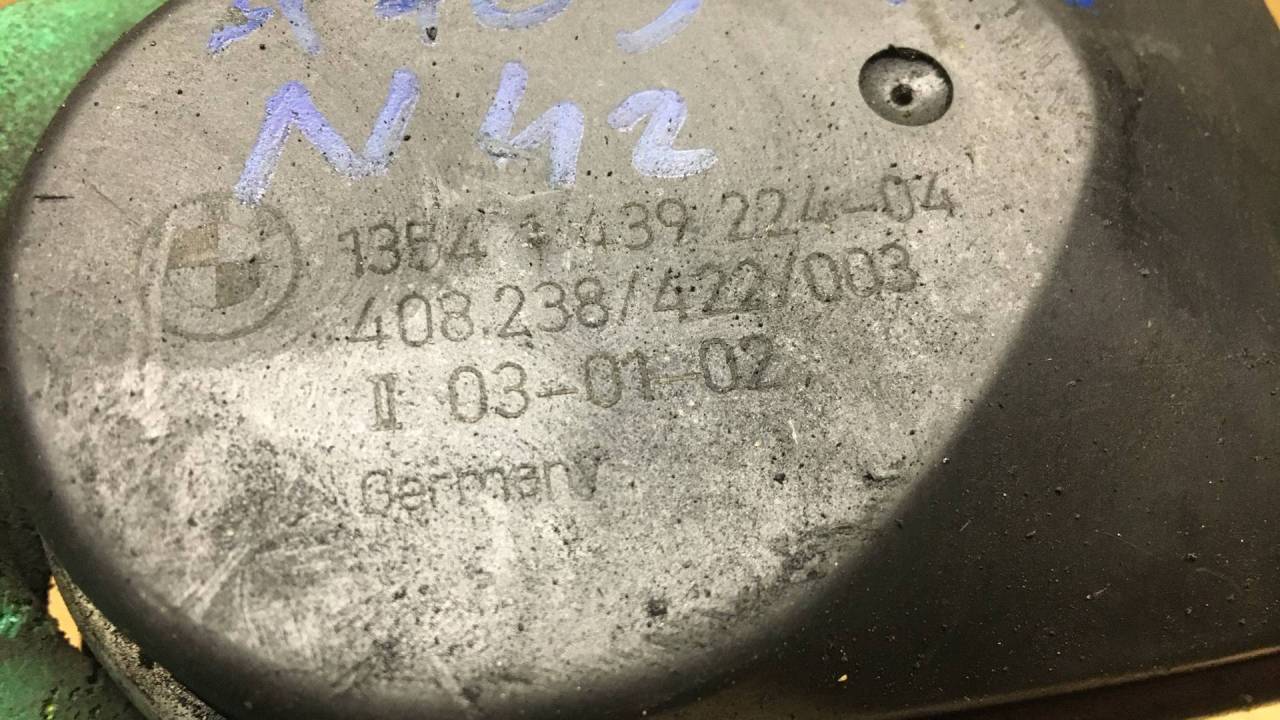 N42
1354 7 439 224-04
408.238/422/003
II 03-01-02
Germany